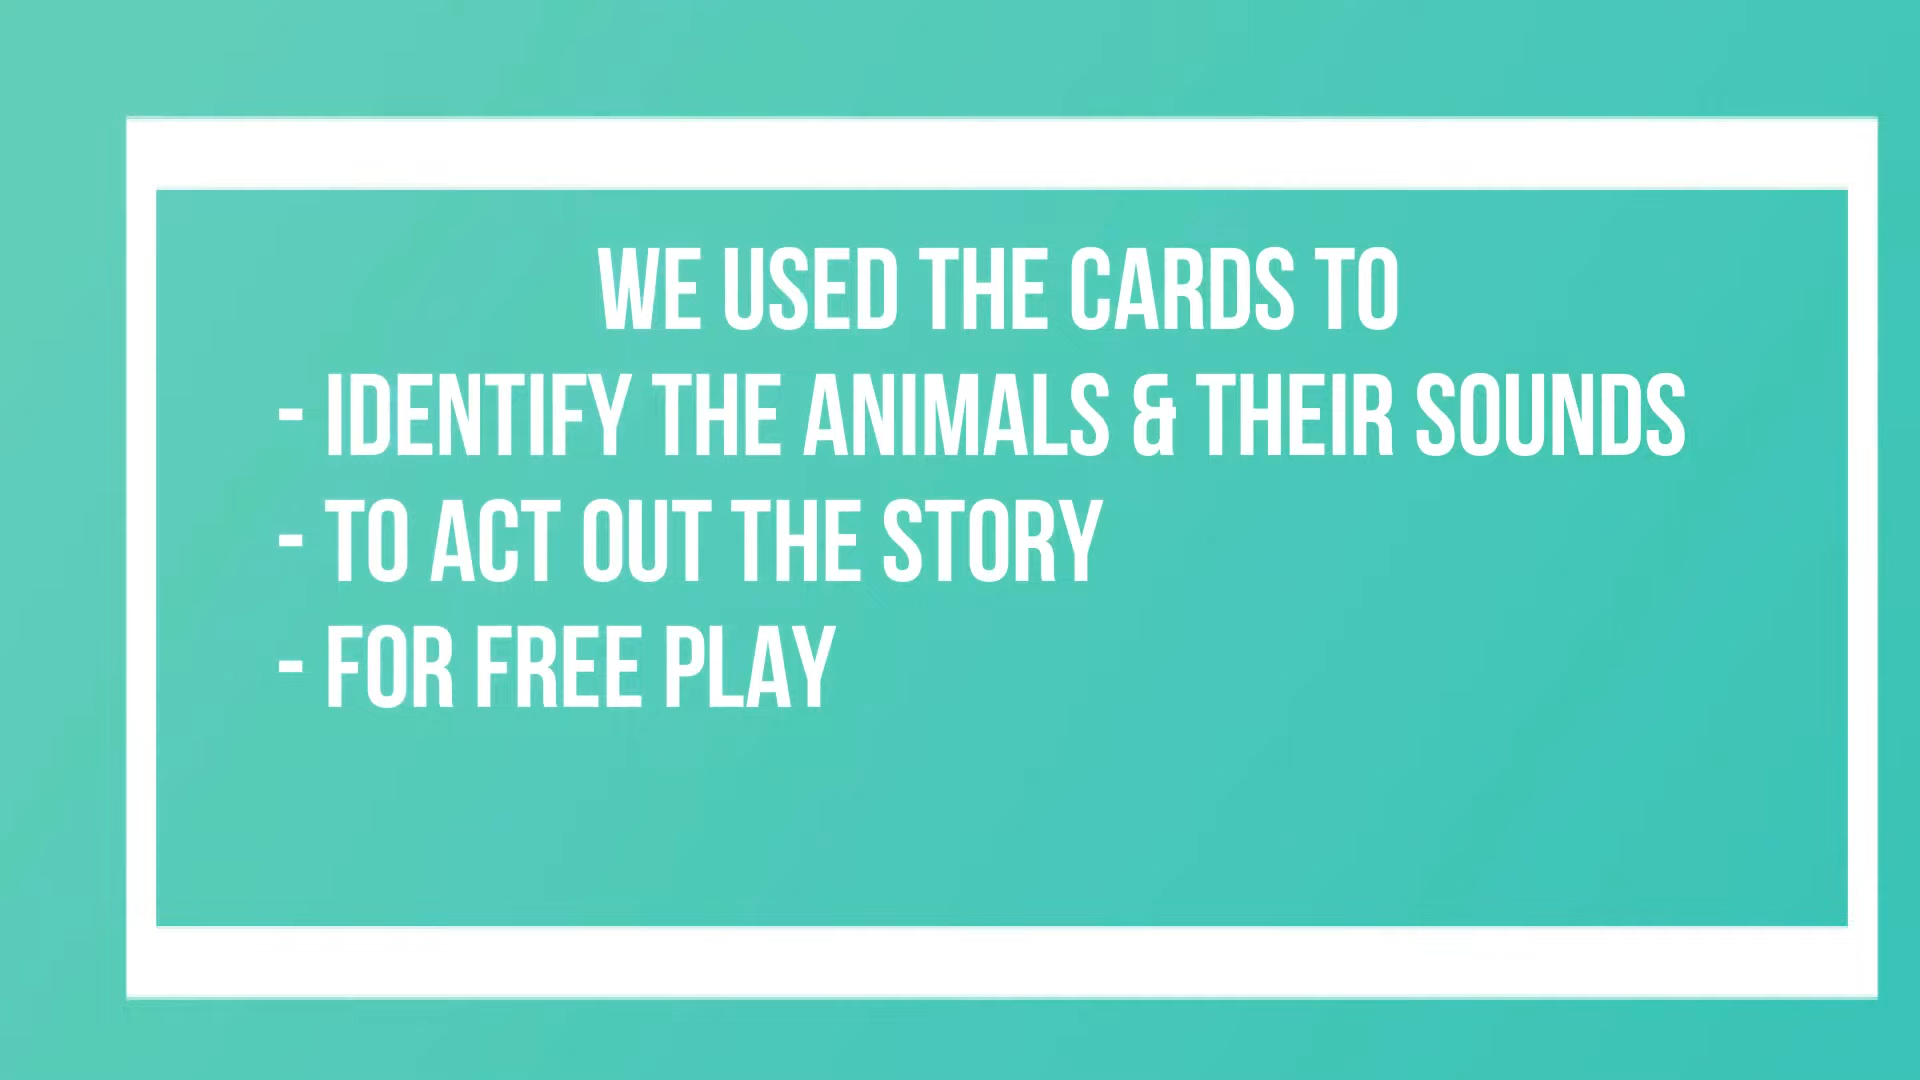 WE USED THE CARDS TO
- IDENTIFY THE ANIMALS & THEIR SOUNDS
- TO ACT OUT THE STORY
- FOR FREE PLAY